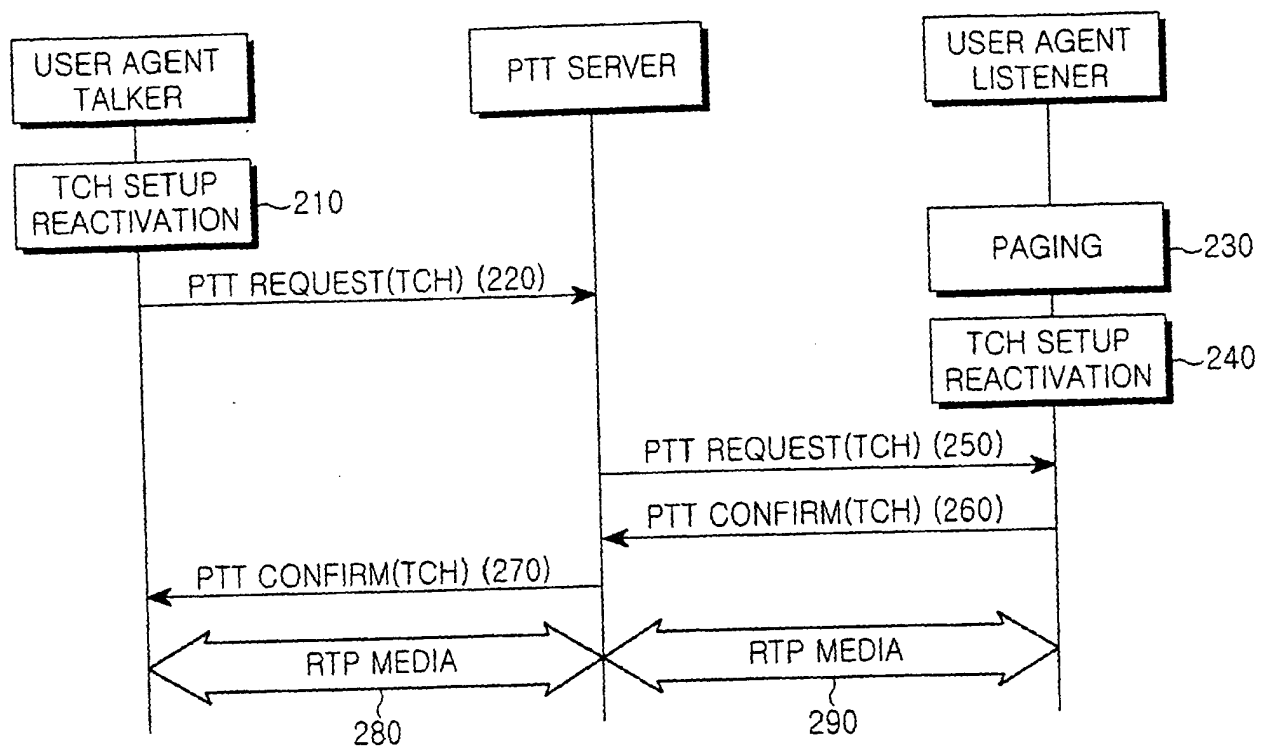 USER AGENT
TALKER
PTT SERVER
USER AGENT
LISTENER
TCH SETUP
REACTIVATION
210
PAGING
230
PTT REQUEST(TCH) (220)
TCH SETUP
REACTIVATION
240
PTT REQUEST(TCH) (250)
PTT CONFIRM(TCH) (260)
PTT CONFIRM(TCH) (270)
RTP MEDIA
RTP MEDIA
280
290